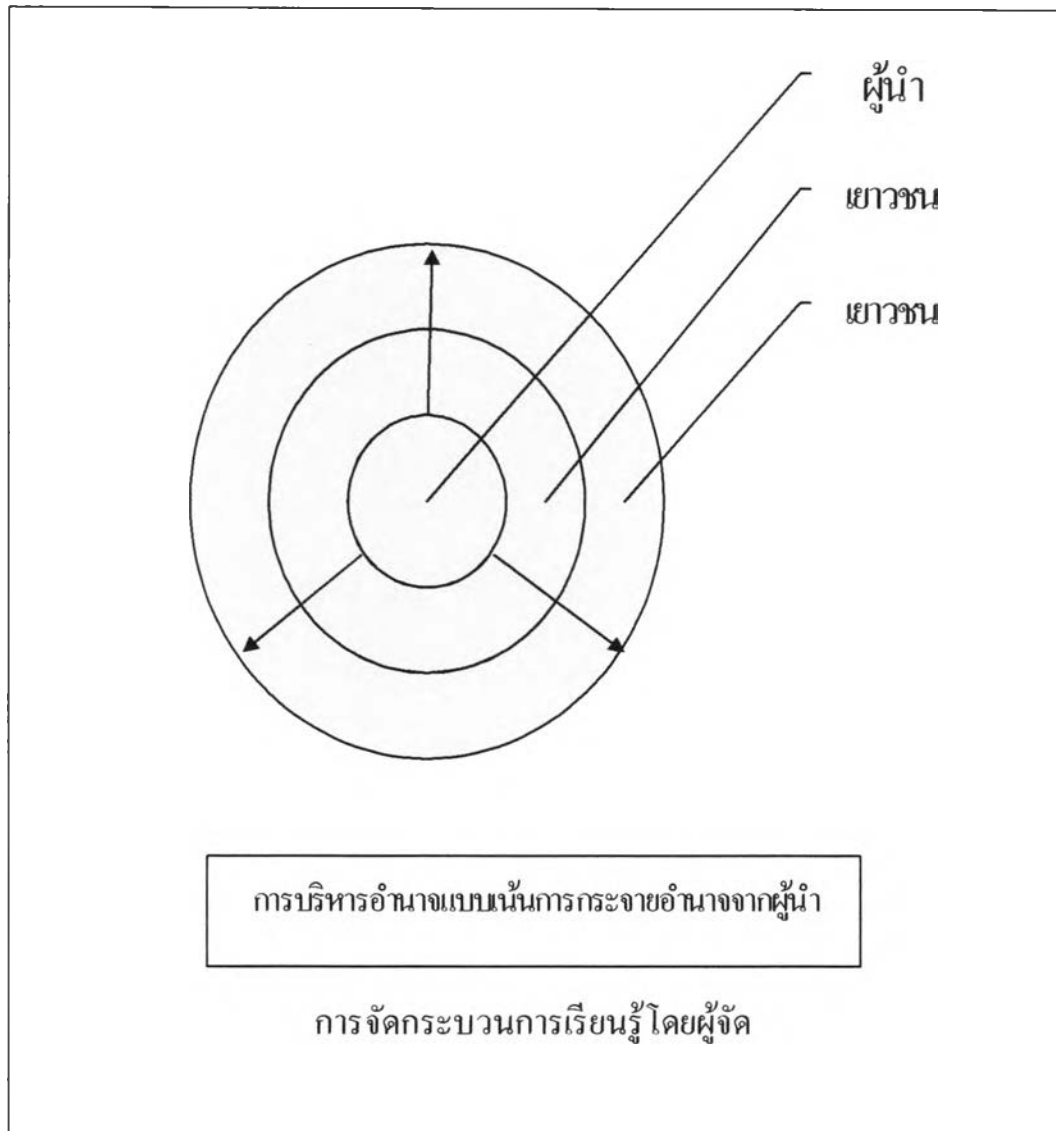 ผู้นำ
เยาวชน
เยาวชน
การบริหารอำนาจแบบเน้นการกระจายอำนาจจากผู้นำ
การจัดกระบวนการเรียนรู้โดยผู้จัด